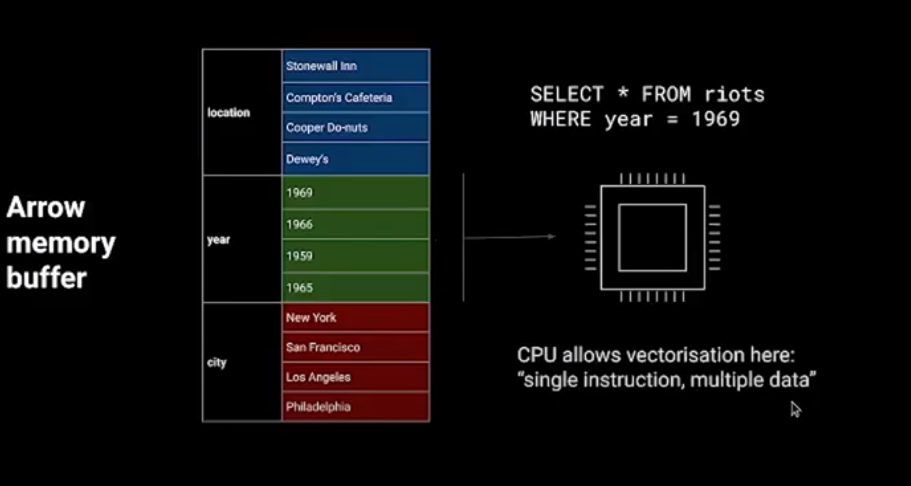 Arrow
memory
buffer
location
Stonewall Inn
Compton's Cafeteria
Cooper Do-nuts
Dewey's
year
1969
1966
1959
1965
city
New York
San Francisco
Los Angeles
Philadelphia
SELECT * FROM riots
WHERE year = 1969
CPU allows vectorisation here:
“single instruction, multiple data”